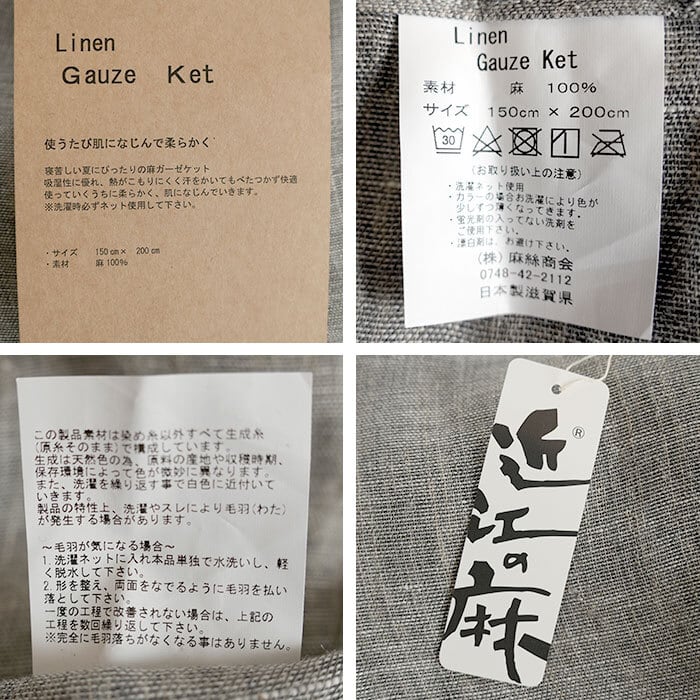 Linen
Gauze Ket
使うたび肌になじんで柔らかく
寝苦しい夏にぴったりの麻ガーゼケット
吸湿性に優れ、熱がこもりにくく汗をかいてもべたつかず快適
使っていくうちに柔らかく、肌になじんでいきます。
※洗濯時必ずネット使用して下さい。
・サイズ 150cm× 200cm
・素材 麻100%
Linen
Gauze Ket
素材 麻 100%
サイズ 150cm × 200cm
30
(お取り扱い上の注意)
・洗濯ネット使用
・カラーの場合お洗濯により色が
少しずつ薄くなってきます。
・蛍光剤の入ってない洗剤を
ご使用下さい。
・漂白剤は、お避け下さい。
(株) 麻絲商会
0748-42-2112
日本製滋賀県
この製品素材は染め糸以外すべて生成糸
(原糸そのまま)で構成しています。
生成は天然色の為、原料の産地や収穫時期、
保存環境によって色が微妙に異なります。
また、洗濯を繰り返す事で白色に近付いて
いきます。
製品の特性上、洗濯やスレにより毛羽(わた)
が発生する場合があります。
～毛羽が気になる場合～
1. 洗濯ネットに入れ本品単独で水洗いし、軽
く脱水して下さい。
2. 形を整え、両面をなでるように毛羽を払い
落として下さい。
一度の工程で改善されない場合は、上記の
工程を数回繰り返して下さい。
※完全に毛羽落ちがなくなる事はありません。
近江の麻®